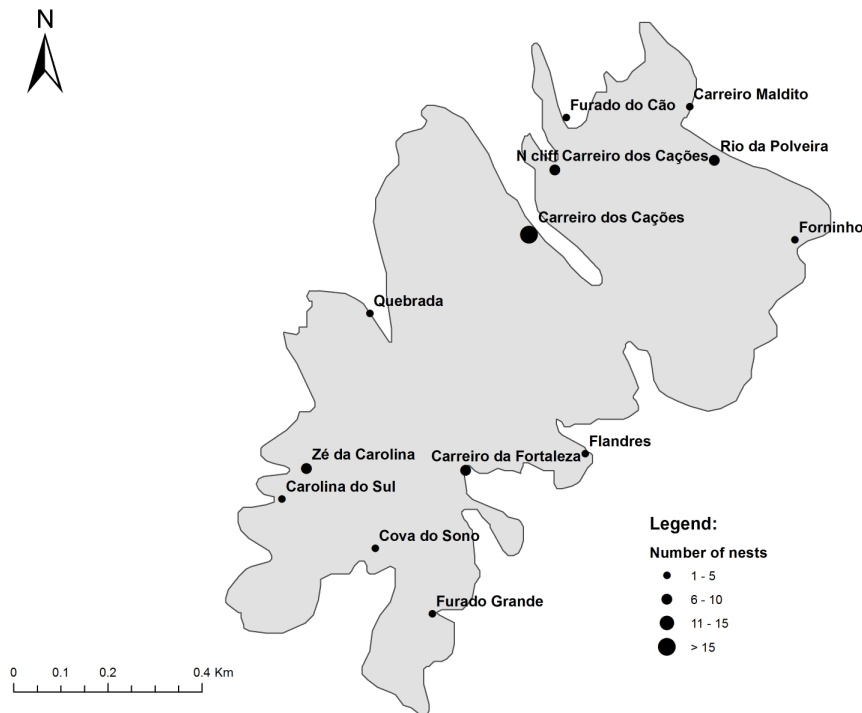 N
Carreiro Maldito
Furado do Cão
Rio da Polveira
N cliff Carreiro dos Cações
Carreiro dos Cações
Forninho
Quebrada
Flandres
Zé da Carolina
Carreiro da Fortaleza
Carolina do Sul
Cova do Sono
Furado Grande
Legend:
Number of nests
1 - 5
6 - 10
11 - 15
> 15
0 0.1 0.2 0.4 Km